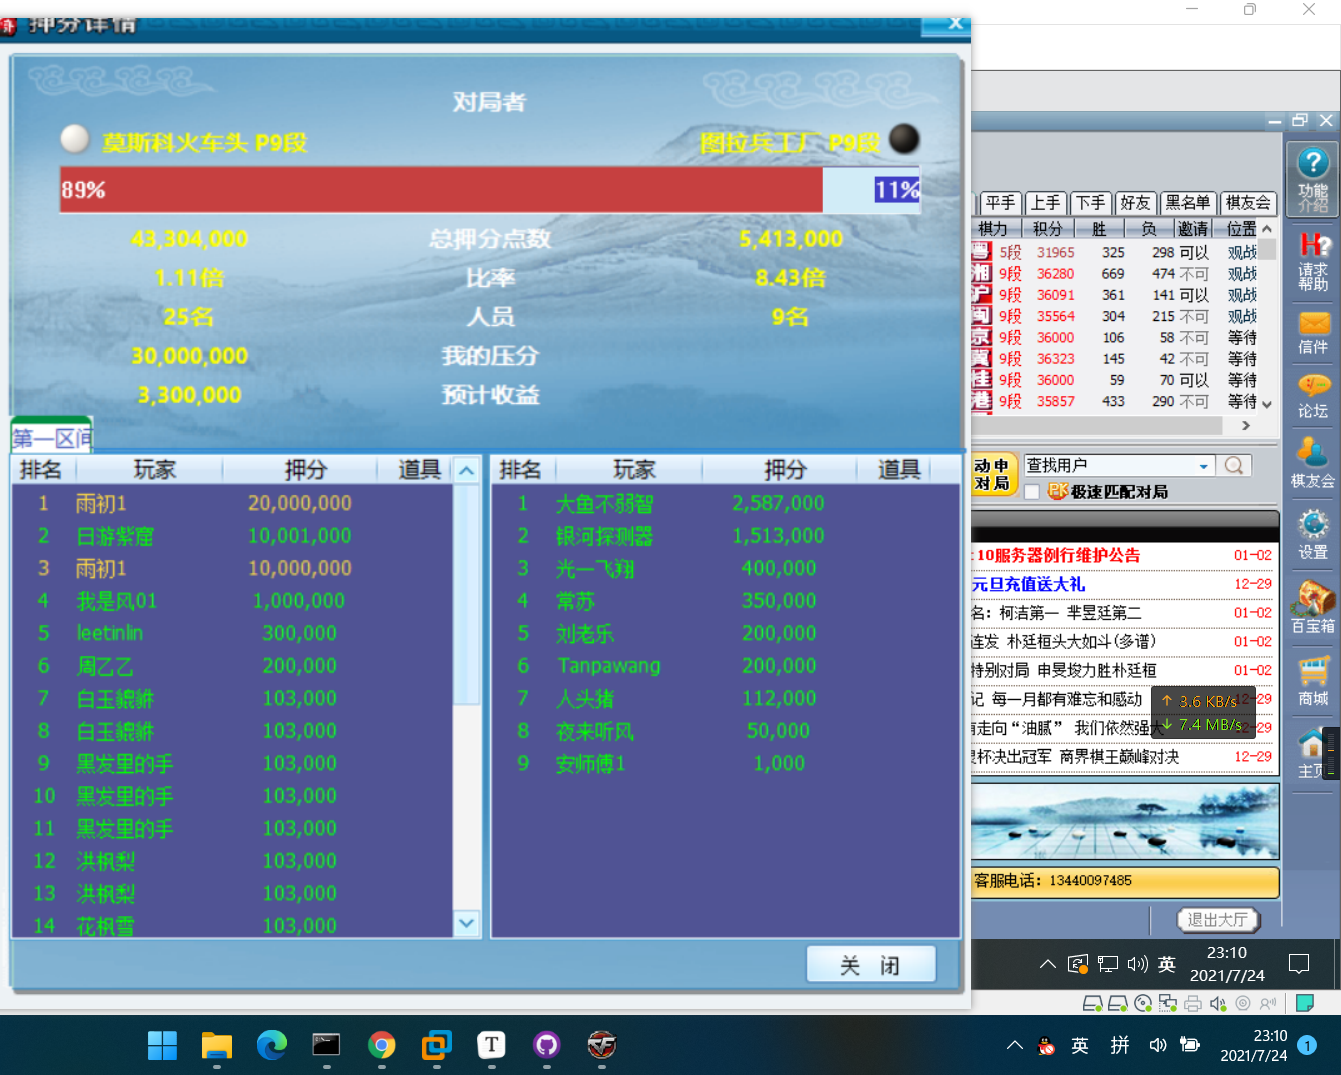 押分详情
对局者
莫斯科火车头 P9段
图拉兵工厂 P9段
89%
11%
43,304,000 总押分点数 5,413,000
1.11倍 比率 8.43倍
25名 人员 9名
30,000,000 我的压分
3,300,000 预计收益
第一区间
排名 玩家 押分 道具
1 雨初1 20,000,000
2 日游紫窟 10,001,000
3 雨初1 10,000,000
4 我是风01 1,000,000
5 leetinlin 300,000
6 周乙乙 200,000
7 白玉貔貅 103,000
8 白玉貔貅 103,000
9 黑发里的手 103,000
10 黑发里的手 103,000
11 黑发里的手 103,000
12 洪枫梨 103,000
13 洪枫梨 103,000
14 花枫雪 103,000
排名 玩家 押分 道具
1 大鱼不弱智 2,587,000
2 银河探测器 1,513,000
3 光一飞翔 400,000
4 常苏 350,000
5 刘老乐 200,000
6 Tanpawang 200,000
7 人头猪 112,000
8 夜来听风 50,000
9 安师傅1 1,000
关 闭
平手 上手 下手 好友 黑名单 棋友会
棋力 积分 胜 负 邀请 位置
粤 5段 31965 325 298 可以 观战
湘 9段 36280 669 474 不可 观战
沪 9段 36091 361 141 可以 观战
闽 9段 35564 304 215 不可 观战
京 9段 36000 106 58 不可 等待
冀 9段 36323 145 42 不可 等待
桂 9段 36000 59 70 可以 等待
港 9段 35857 433 290 不可 等待
动申
对局
查找用户
PK 极速匹配对局
:10服务器例行维护公告 01-02
元旦充值送大礼 12-29
名: 柯洁第一 芈昱廷第二 01-02
连发 朴廷桓头大如斗(多谱) 01-02
特别对局 申旻埈力胜朴廷桓 01-02
记 每一月都有难忘和感动 12-29
走向“油腻” 我们依然强大 12-29
杯决出冠军 商界棋王巅峰对决 12-29
↑ 3.6 KB/s
↓ 7.4 MB/s
客服电话: 13440097485
退出大厅
?
功能
介绍
H?
请求
帮助
信件
论坛
棋友会
设置
百宝箱
商城
主页
英
23:10
2021/7/24
T
英 拼
23:10
2021/7/24
1